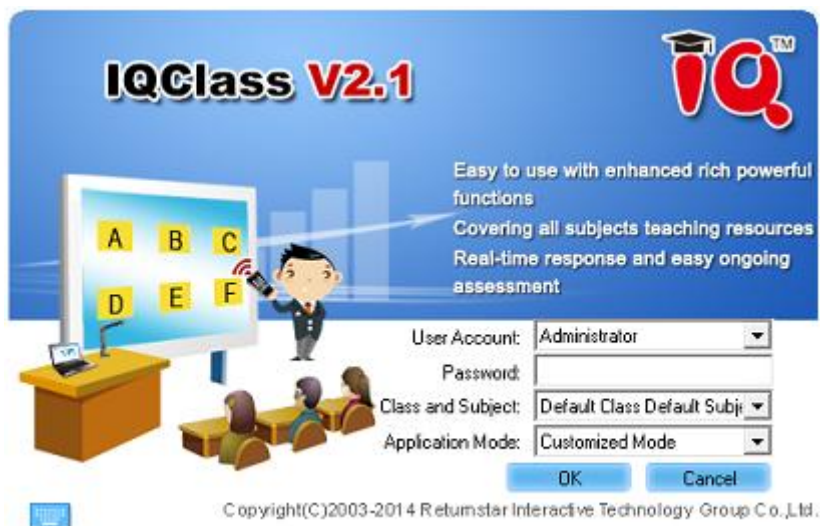 IQClass V2.1
IQ TM
Easy to use with enhanced rich powerful
functions
Covering all subjects teaching resources
Real-time response and easy ongoing
assessment
A B C
D E F
User Account: Administrator
Password:
Class and Subject: Default Class Default Subje
Application Mode: Customized Mode
OK Cancel
Copyright(C)2003-2014 Returnstar Interactive Technology Group Co.,Ltd.